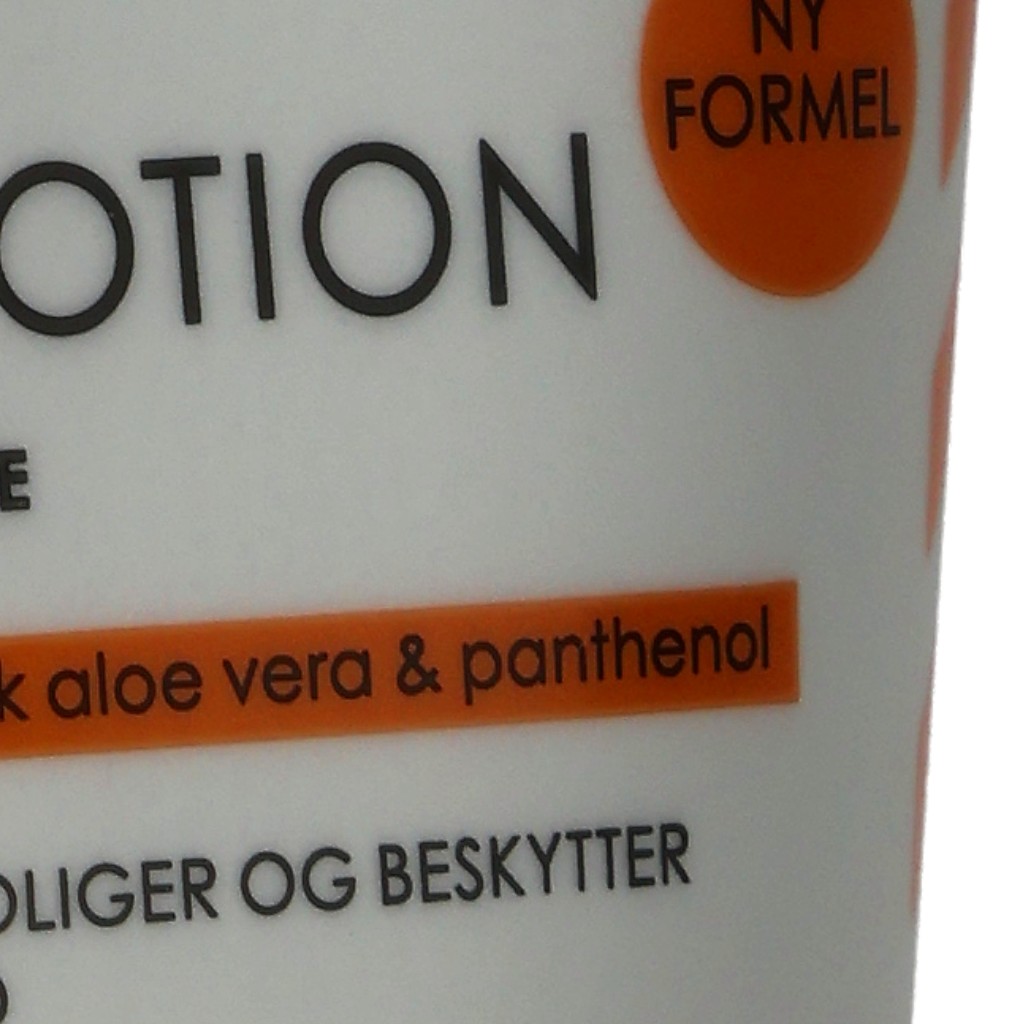 NY
FORMEL
OTION
E
k aloe vera & panthenol
OLIGER OG BESKYTTER